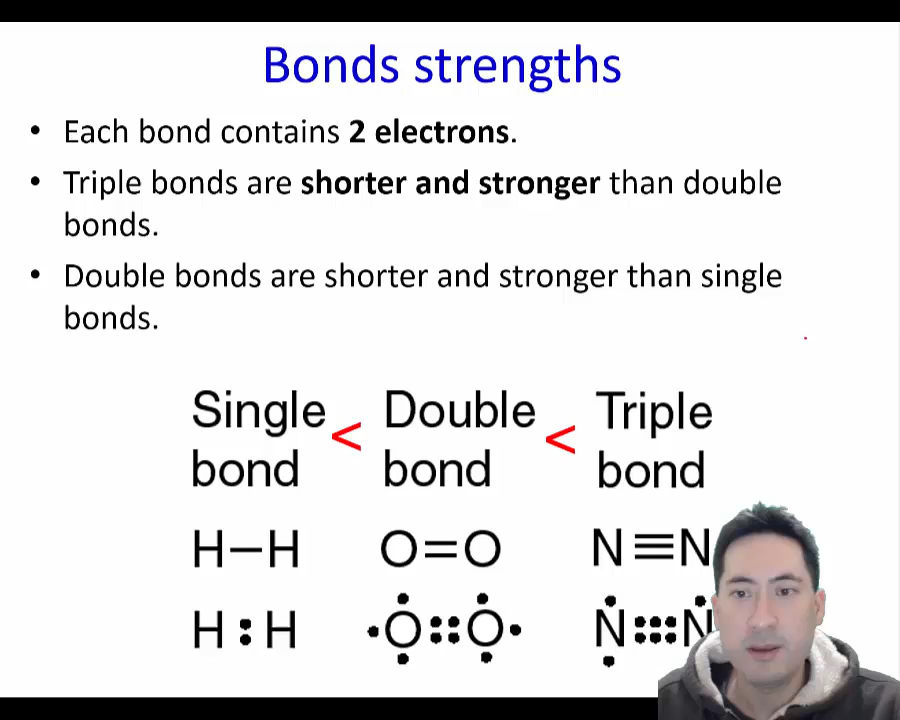 Bonds strengths
• Each bond contains 2 electrons.
• Triple bonds are shorter and stronger than double
bonds.
• Double bonds are shorter and stronger than single
bonds.
Single < Double < Triple
bond bond bond
H–H O=O N≡N
H:H O::O N:::N